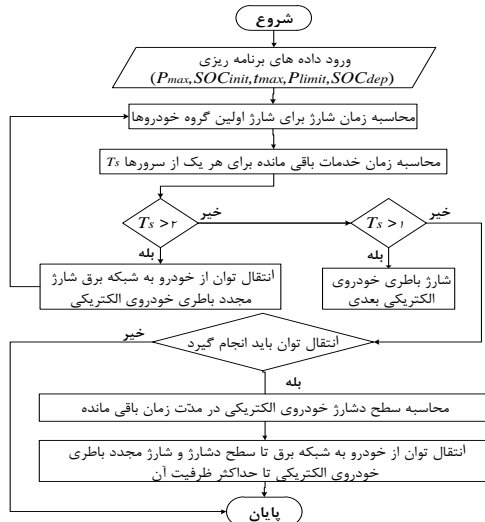 شروع
ورود داده های برنامه ریزی
(Pmax,SOCinit,tmax,Plimit,SOCdep)
محاسبه زمان شارژ برای شارژ اولین گروه خودروها
محاسبه زمان خدمات باقی مانده برای هر یک از سرورها Ts
Ts >۲
خیر
بله
Ts >۱
خیر
بله
انتقال توان از خودرو به شبکه برق شارژ
مجدد باطری خودروی الکتریکی
شارژ باطری خودروی
الکتریکی بعدی
انتقال توان باید انجام گیرد
خیر
بله
محاسبه سطح دشارژ خودروی الکتریکی در مدّت زمان باقی مانده
انتقال توان از خودرو به شبکه برق تا سطح دشارژ و شارژ مجدد باطری
خودروی الکتریکی تا حداکثر ظرفیت آن
پایان